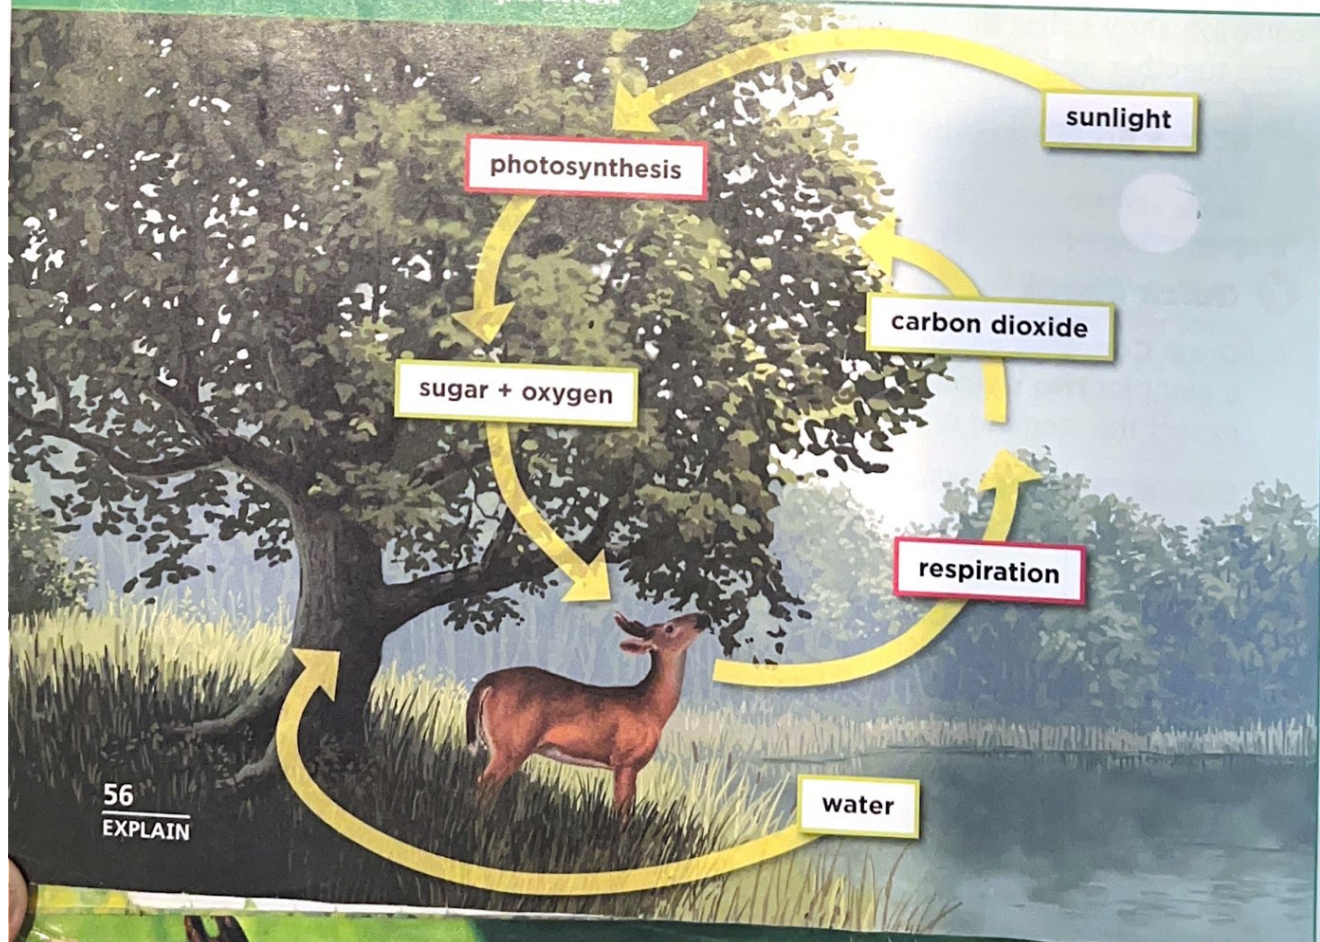 sunlight
photosynthesis
carbon dioxide
sugar + oxygen
respiration
water
56
EXPLAIN